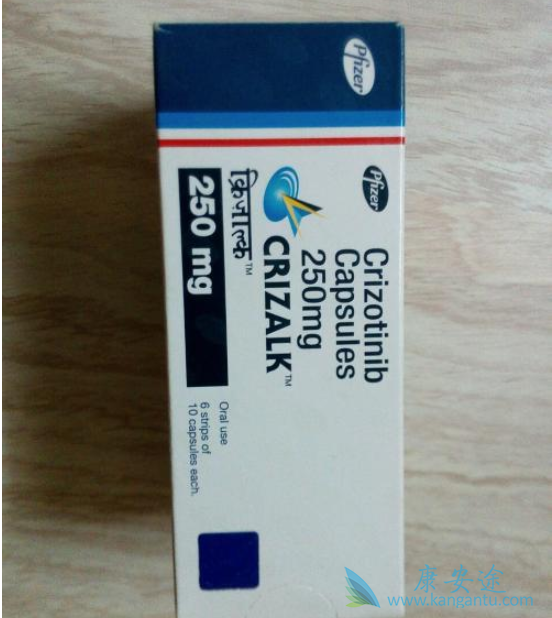 Pfizer
Pfizer
Crizotinib
Capsules
250mg
CRIZALK™
क्रिज़ाल्क™
250 mg
Oral use
6 strips of
10 capsules each.
康安途
www.kangantu.com